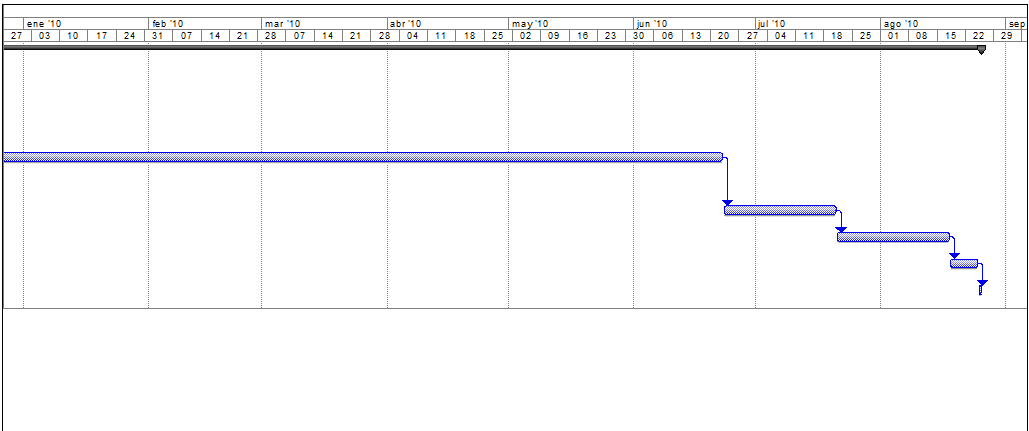 ene '10 feb '10 mar '10 abr '10 may '10 jun '10 jul '10 ago '10 sep
27 03 10 17 24 31 07 14 21 28 07 14 21 28 04 11 18 25 02 09 16 23 30 06 13 20 27 04 11 18 25 01 08 15 22 29